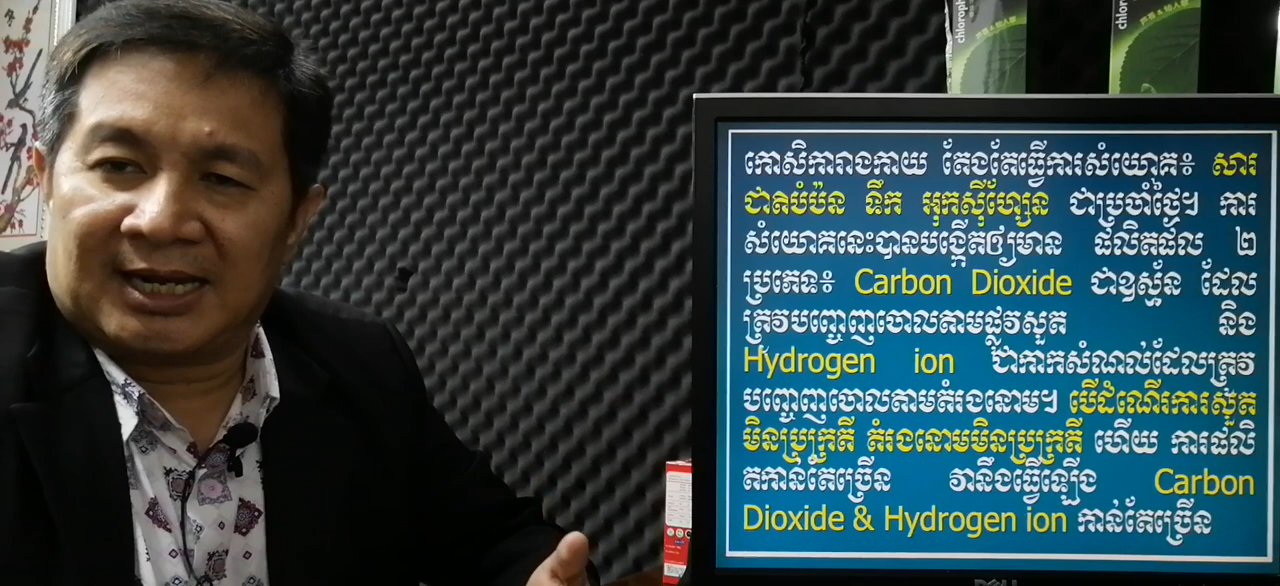 chloroph
chlor
កោសិការាងកាយ តែងតែធ្វើការសំយោគ៖ សារ
ជាតិបំប៉ន ទឹក អុកស៊ីហ្សែន ជាប្រចាំថ្ងៃ។ ការ
សំយោគនេះបានបង្កើតឲ្យមាន ផលិតផល ២
ប្រភេទ៖ Carbon Dioxide ជាឧស្ម័ន ដែល
ត្រូវបញ្ចេញចោលតាមផ្លូវសួត និង
Hydrogen ion ជាកាកសំណល់ដែលត្រូវ
បញ្ចេញចោលតាមតំរងនោម។ បើដំណើរការសួត
មិនប្រក្រតី តំរងនោមមិនប្រក្រតី ហើយ ការផលិ
តកាន់តែច្រើន វានឹងធ្វើឡើង Carbon
Dioxide & Hydrogen ion កាន់តែច្រើន